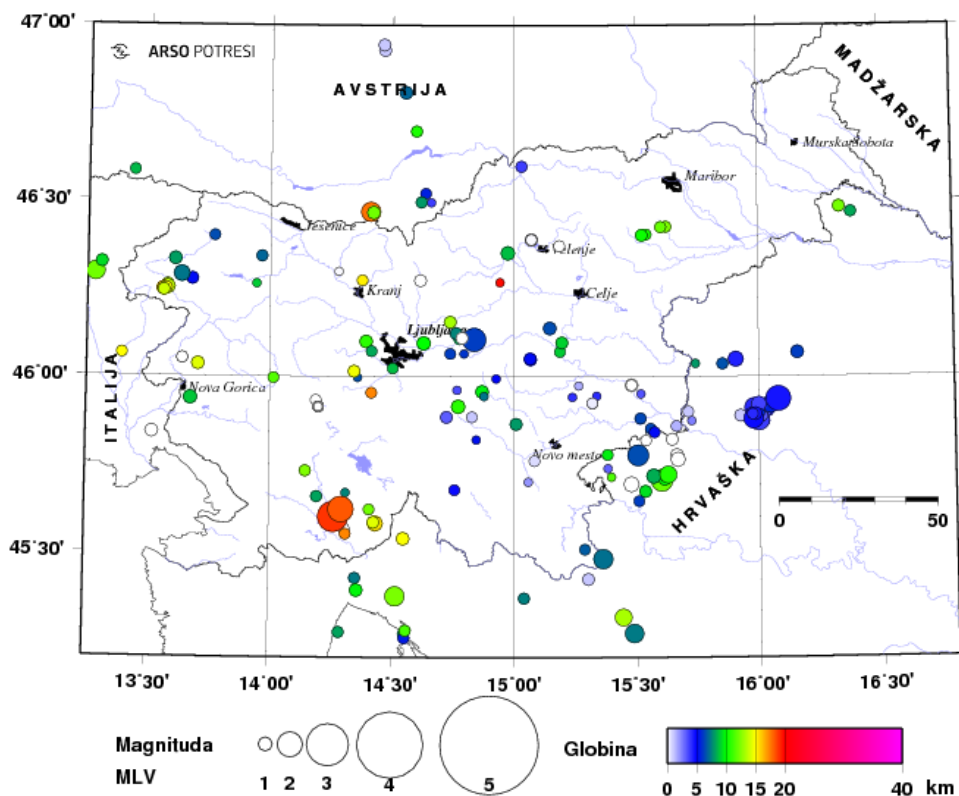 47°00'
ARSO POTRESI
AVSTRIJA
MADŽARSKA
Murska Sobota
46°30'
Maribor
Jesenice
Velenje
Kranj
Celje
Ljubljana
46°00'
ITALIJA
Nova Gorica
Novo mesto
HRVAŠKA
0 50
45°30'
13°30' 14°00' 14°30' 15°00' 15°30' 16°00' 16°30'
Magnituda
MLV
1 2 3 4 5
Globina
0 5 10 15 20 40 km